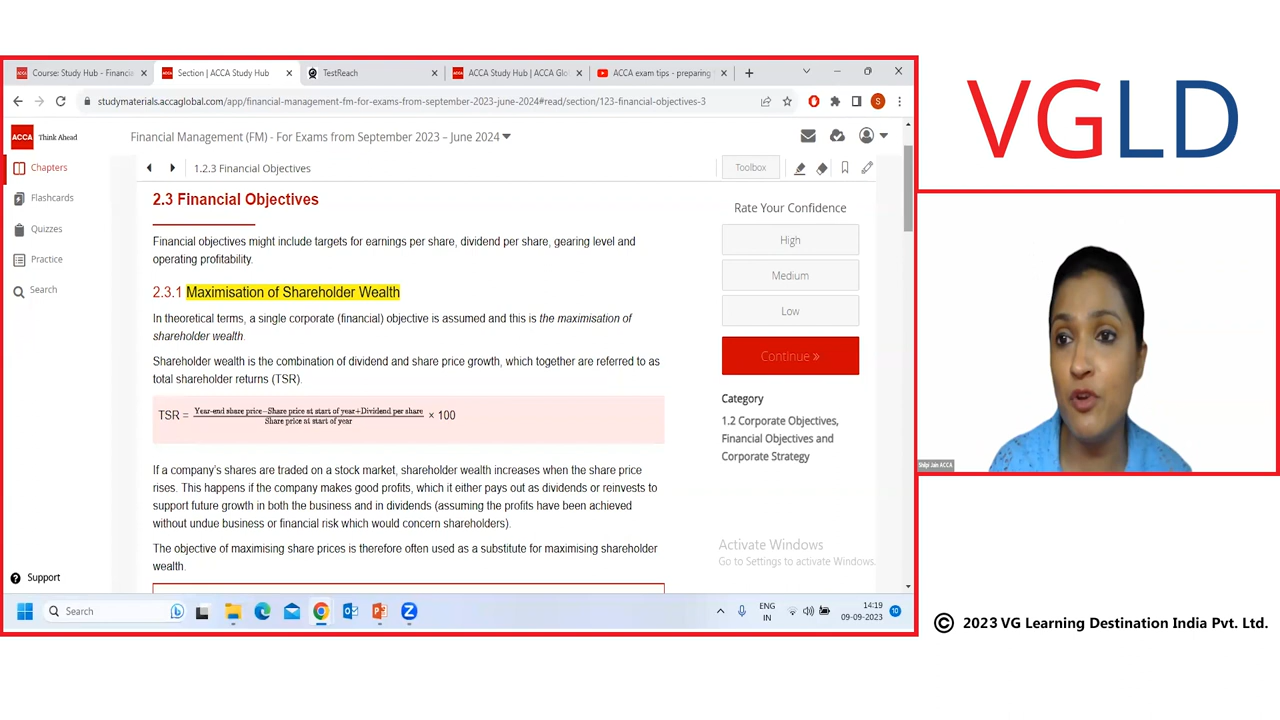 Course: Study Hub - Financia
Section | ACCA Study Hub
TestReach
ACCA Study Hub | ACCA Glo
ACCA exam tips - preparing
studymaterials.accaglobal.com/app/financial-management-fm-for-exams-from-september-2023-june-2024#read/section/123-financial-objectives-3
S
ACCA
Think Ahead
Financial Management (FM) - For Exams from September 2023 – June 2024
Chapters
Flashcards
Quizzes
Practice
Search
Support
1.2.3 Financial Objectives
Toolbox
2.3 Financial Objectives
Financial objectives might include targets for earnings per share, dividend per share, gearing level and
operating profitability.
2.3.1 Maximisation of Shareholder Wealth
In theoretical terms, a single corporate (financial) objective is assumed and this is the maximisation of
shareholder wealth.
Shareholder wealth is the combination of dividend and share price growth, which together are referred to as
total shareholder returns (TSR).
TSR = Year-end share price−Share price at start of year+Dividend per share
Share price at start of year
× 100
If a company's shares are traded on a stock market, shareholder wealth increases when the share price
rises. This happens if the company makes good profits, which it either pays out as dividends or reinvests to
support future growth in both the business and in dividends (assuming the profits have been achieved
without undue business or financial risk which would concern shareholders).
The objective of maximising share prices is therefore often used as a substitute for maximising shareholder
wealth.
Rate Your Confidence
High
Medium
Low
Continue »
Category
1.2 Corporate Objectives,
Financial Objectives and
Corporate Strategy
Activate Windows
Go to Settings to activate Windows.
Search
ENG
IN
14:19
09-09-2023
10
VGLD
Shilpi Jain ACCA
© 2023 VG Learning Destination India Pvt. Ltd.